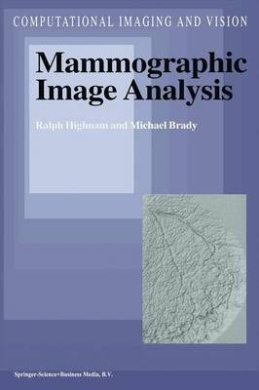 COMPUTATIONAL IMAGING AND VISION
Mammographic
Image Analysis
Ralph Highnam and Michael Brady
Springer-Science+Business Media, B.V.